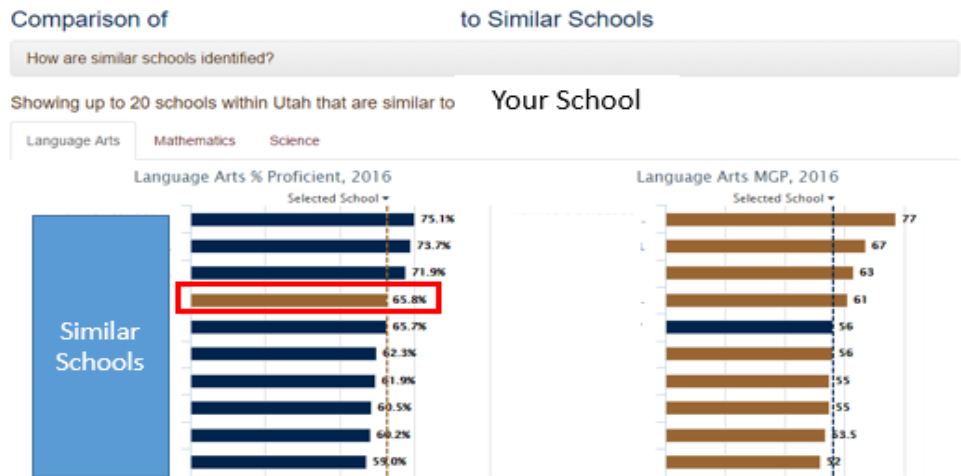 Comparison of to Similar Schools
How are similar schools identified?
Showing up to 20 schools within Utah that are similar to Your School
Language Arts Mathematics Science
Language Arts % Proficient, 2016
Selected School
75.1%
73.7%
71.9%
65.8%
65.7%
62.3%
61.9%
60.5%
60.2%
59.0%
Similar
Schools
Language Arts MGP, 2016
Selected School
77
67
63
61
56
56
55
55
53.5
52